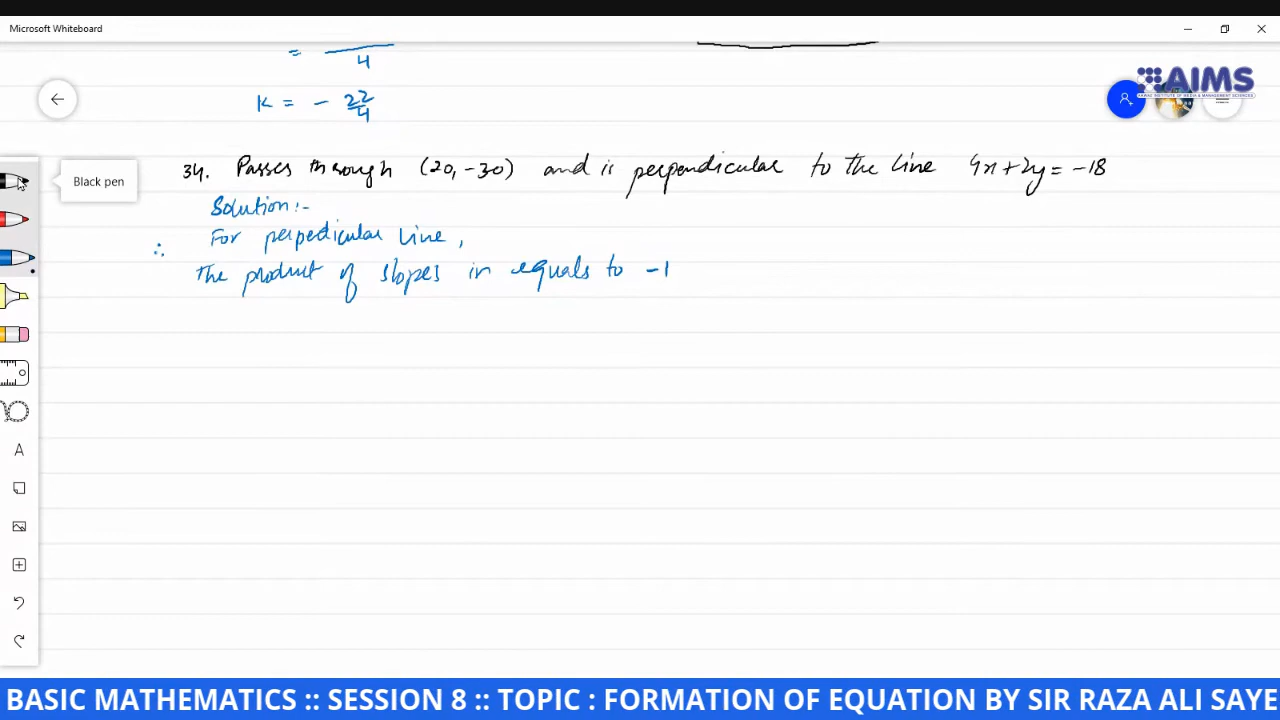 Microsoft Whiteboard
=
4
K = - 22/4
AIMS
Black pen
34. Passes through (20, -30) and is perpendicular to the line 4x + 2y = -18
Solution:-
∴ For perpedicular line,
The product of slopes in equals to -1
A
BASIC MATHEMATICS :: SESSION 8 :: TOPIC : FORMATION OF EQUATION BY SIR RAZA ALI SAYE